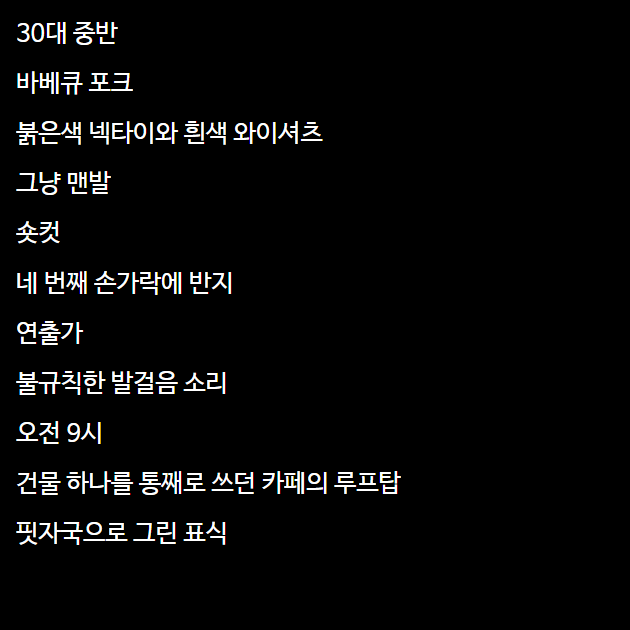 30대 중반
바베큐 포크
붉은색 넥타이와 흰색 와이셔츠
그냥 맨발
숏컷
네 번째 손가락에 반지
연출가
불규칙한 발걸음 소리
오전 9시
건물 하나를 통째로 쓰던 카페의 루프탑
핏자국으로 그린 표식